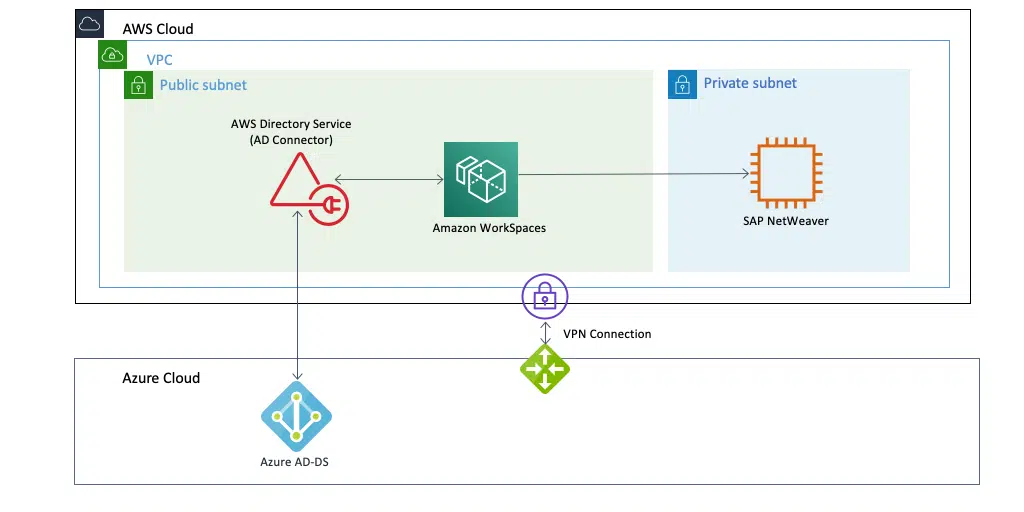 AWS Cloud
VPC
Public subnet
Private subnet
AWS Directory Service
(AD Connector)
Amazon WorkSpaces
SAP NetWeaver
VPN Connection
Azure Cloud
Azure AD-DS